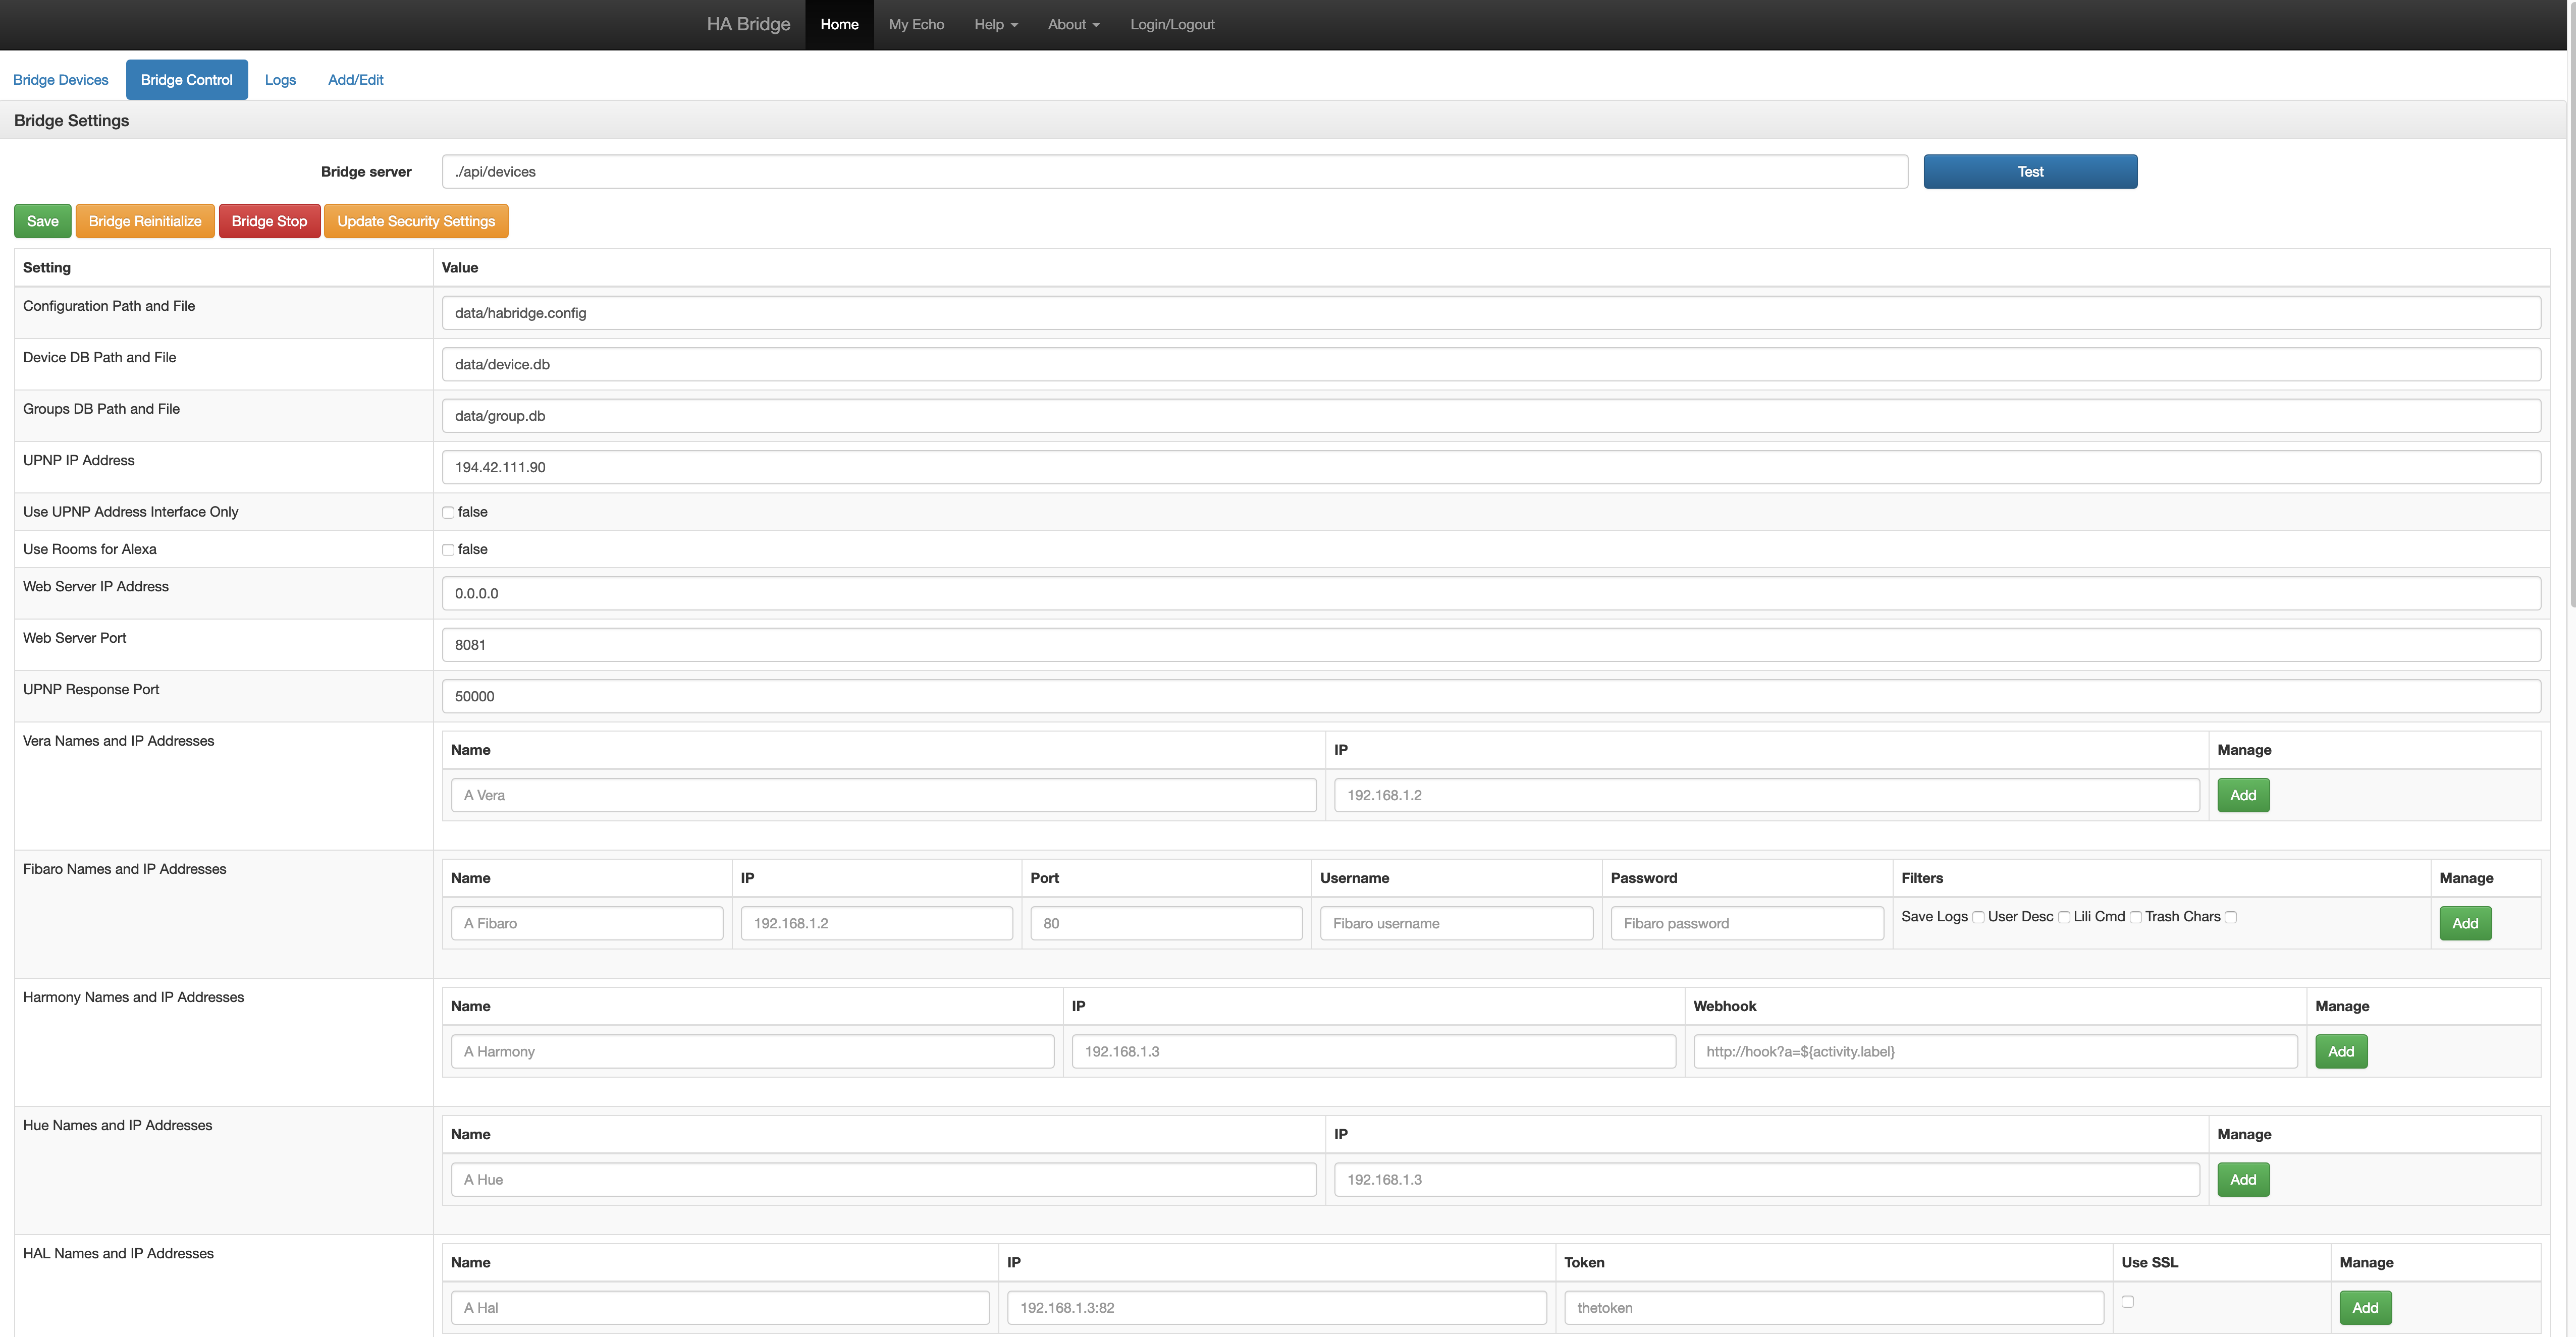 HA Bridge Home My Echo Help About Login/Logout
Bridge Devices Bridge Control Logs Add/Edit
Bridge Settings
Bridge server ./api/devices Test
Save Bridge Reinitialize Bridge Stop Update Security Settings
Setting Value
Configuration Path and File data/habridge.config
Device DB Path and File data/device.db
Groups DB Path and File data/group.db
UPNP IP Address 194.42.111.90
Use UPNP Address Interface Only false
Use Rooms for Alexa false
Web Server IP Address 0.0.0.0
Web Server Port 8081
UPNP Response Port 50000
Vera Names and IP Addresses Name IP Manage
A Vera 192.168.1.2 Add
Fibaro Names and IP Addresses Name IP Port Username Password Filters Manage
A Fibaro 192.168.1.2 80 Fibaro username Fibaro password Save Logs User Desc Lili Cmd Trash Chars Add
Harmony Names and IP Addresses Name IP Webhook Manage
A Harmony 192.168.1.3 http://hook?a=${activity.label} Add
Hue Names and IP Addresses Name IP Manage
A Hue 192.168.1.3 Add
HAL Names and IP Addresses Name IP Token Use SSL Manage
A Hal 192.168.1.3:82 thetoken Add